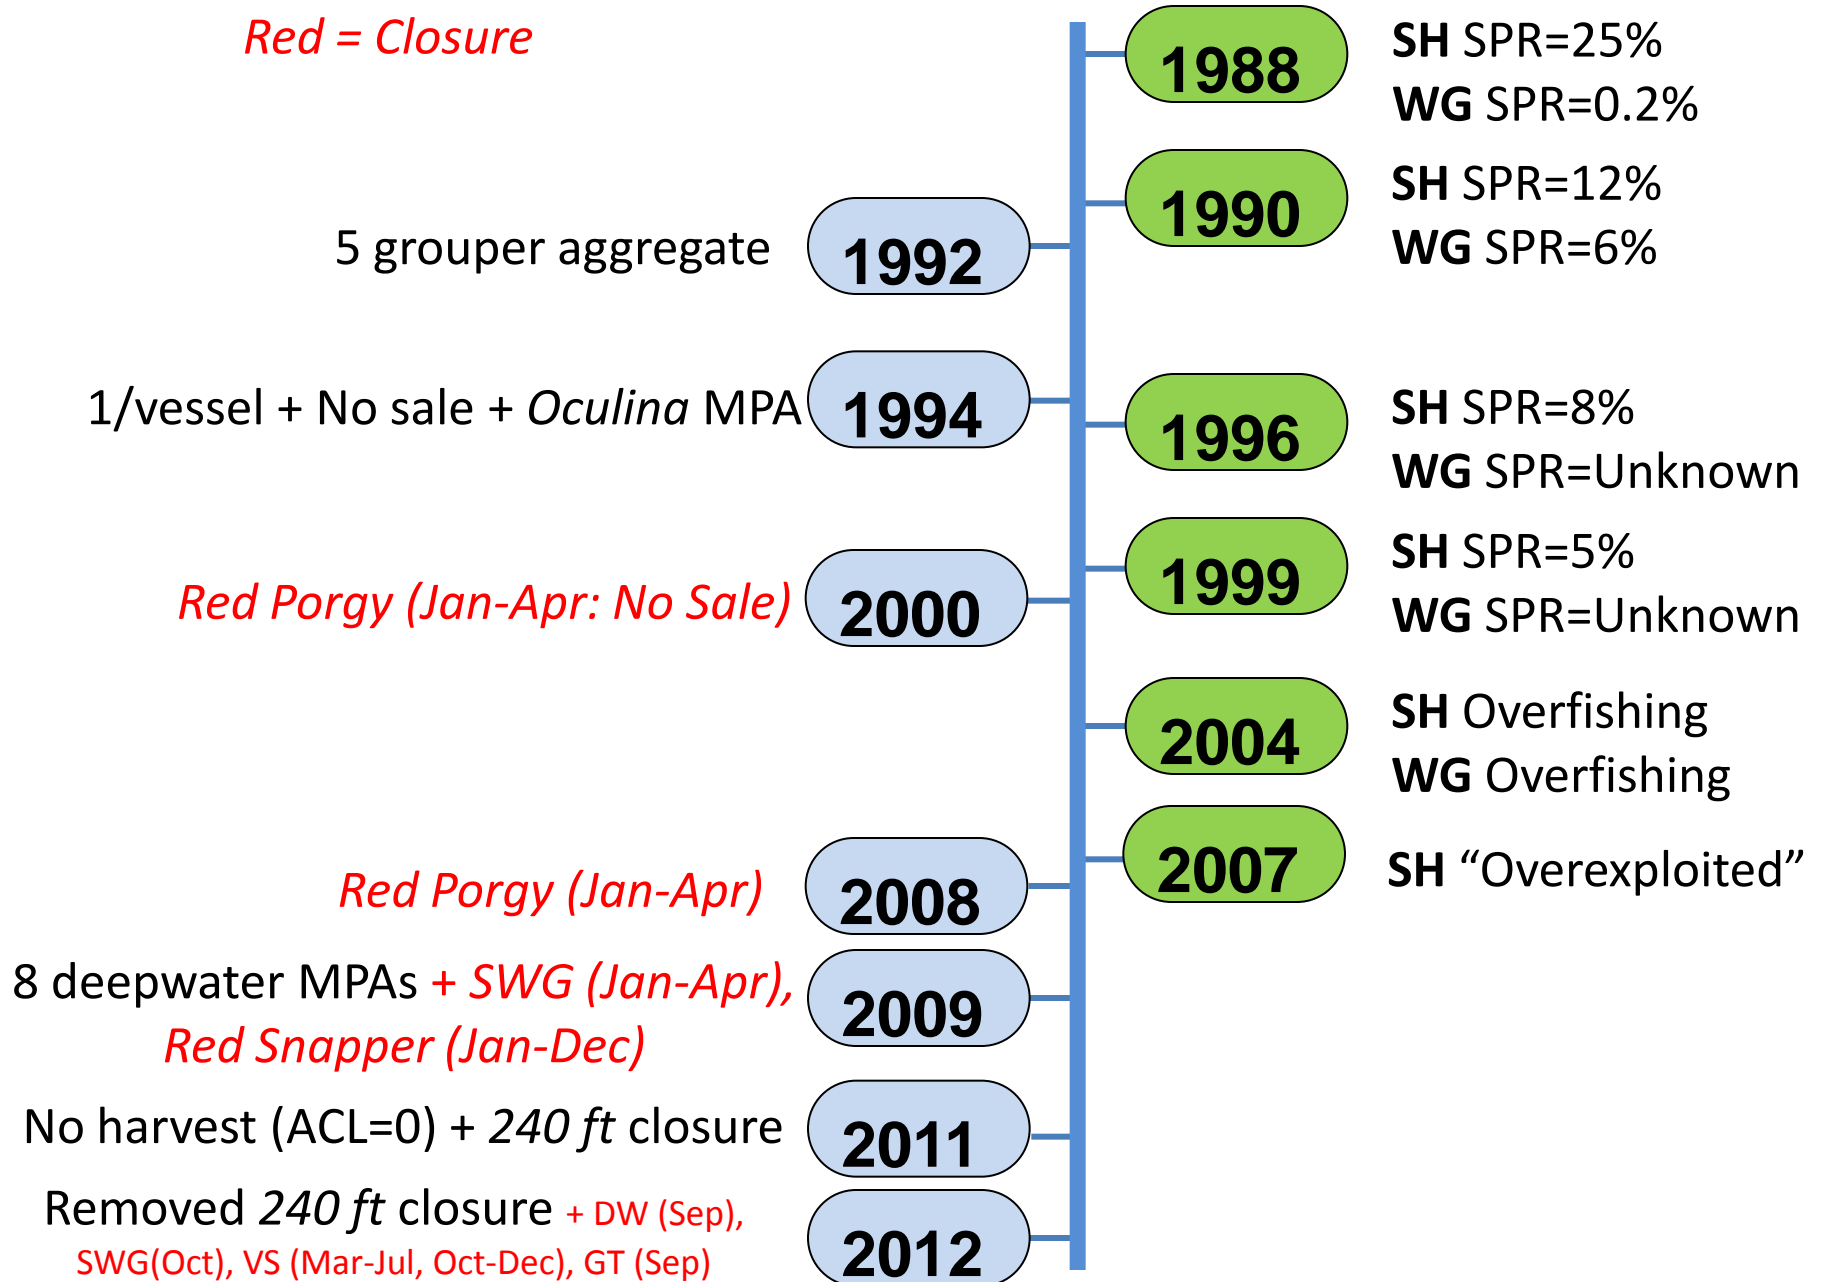 Red = Closure
1988
SH SPR=25%
WG SPR=0.2%
1990
SH SPR=12%
WG SPR=6%
5 grouper aggregate
1992
1/vessel + No sale + Oculina MPA
1994
1996
SH SPR=8%
WG SPR=Unknown
1999
SH SPR=5%
WG SPR=Unknown
Red Porgy (Jan-Apr: No Sale)
2000
2004
SH Overfishing
WG Overfishing
2007
SH “Overexploited”
Red Porgy (Jan-Apr)
2008
8 deepwater MPAs + SWG (Jan-Apr),
Red Snapper (Jan-Dec)
2009
No harvest (ACL=0) + 240 ft closure
2011
Removed 240 ft closure + DW (Sep),
SWG(Oct), VS (Mar-Jul, Oct-Dec), GT (Sep)
2012